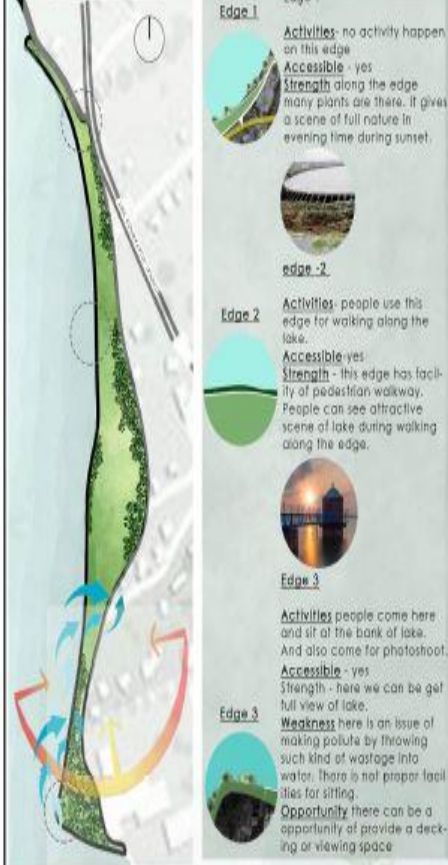 Edge 1
Activities- no activity happen
on this edge
Accessible - yes
Strength along the edge
many plants are there. It gives
a scene of full nature in
evening time during sunset.
edge -2
Edge 2
Activities- people use this
edge for walking along the
lake.
Accessible-yes
Strength - this edge has facil-
ity of pedestrian walkway.
People can see attractive
scene of lake during walking
along the edge.
Edge 3
Activities people come here
and sit at the bank of lake.
And also come for photoshoot.
Accessible - yes
Strength - here we can be get
full view of lake.
Edge 3
Weakness here is an issue of
making pollute by throwing
such kind of wastage into
water. There is not proper facil
ities for sitting.
Opportunity there can be a
opportunity of provide a deck-
ing or viewing space